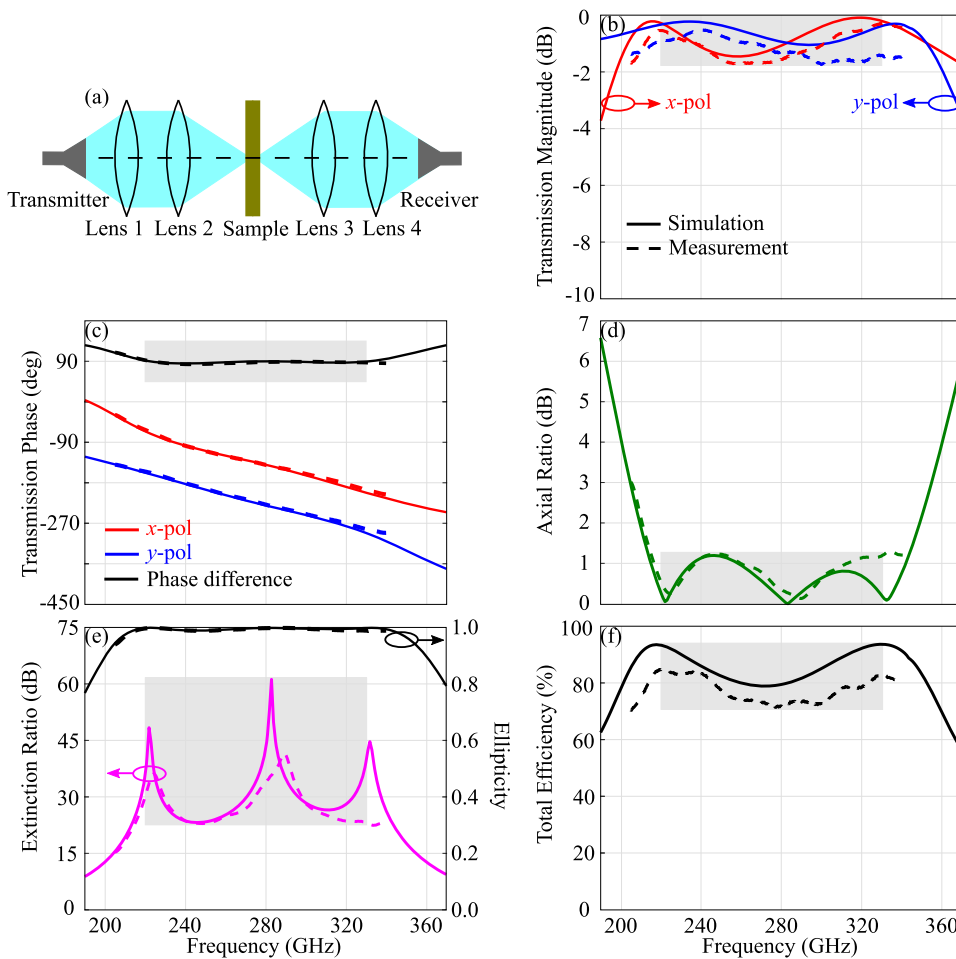 (a)
Transmitter
Receiver
Lens 1 Lens 2 Sample Lens 3 Lens 4
(b)
Transmission Magnitude (dB)
0
-2
-4
-6
-8
-10
x-pol
y-pol
Simulation
Measurement
200 240 280 320 360
(c)
Transmission Phase (deg)
90
-90
-270
-450
x-pol
y-pol
Phase difference
(d)
Axial Ratio (dB)
7
6
5
4
3
2
1
0
(e)
Extinction Ratio (dB)
75
60
45
30
15
0
Ellipticity
1.0
0.8
0.6
0.4
0.2
0.0
200 240 280 320
Frequency (GHz)
(f)
Total Efficiency (%)
100
80
60
40
20
0
200 240 280 320 360
Frequency (GHz)